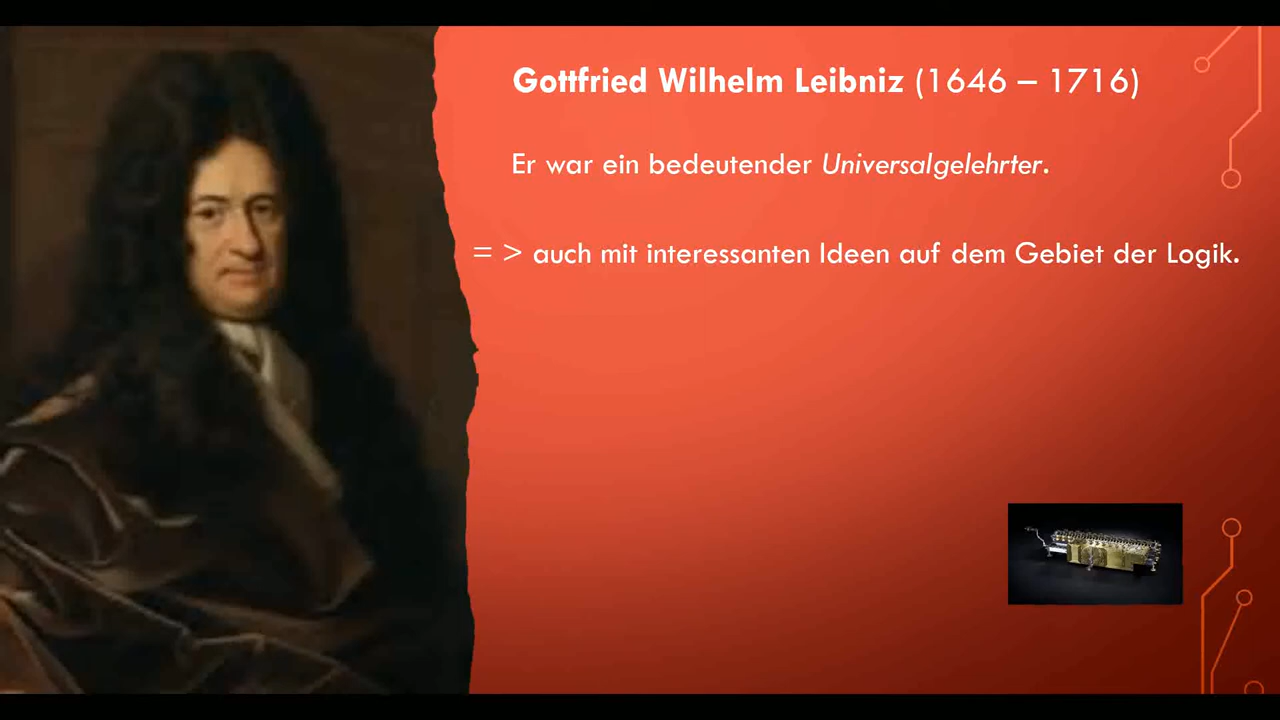 Gottfried Wilhelm Leibniz (1646 – 1716)
Er war ein bedeutender Universalgelehrter.
= > auch mit interessanten Ideen auf dem Gebiet der Logik.